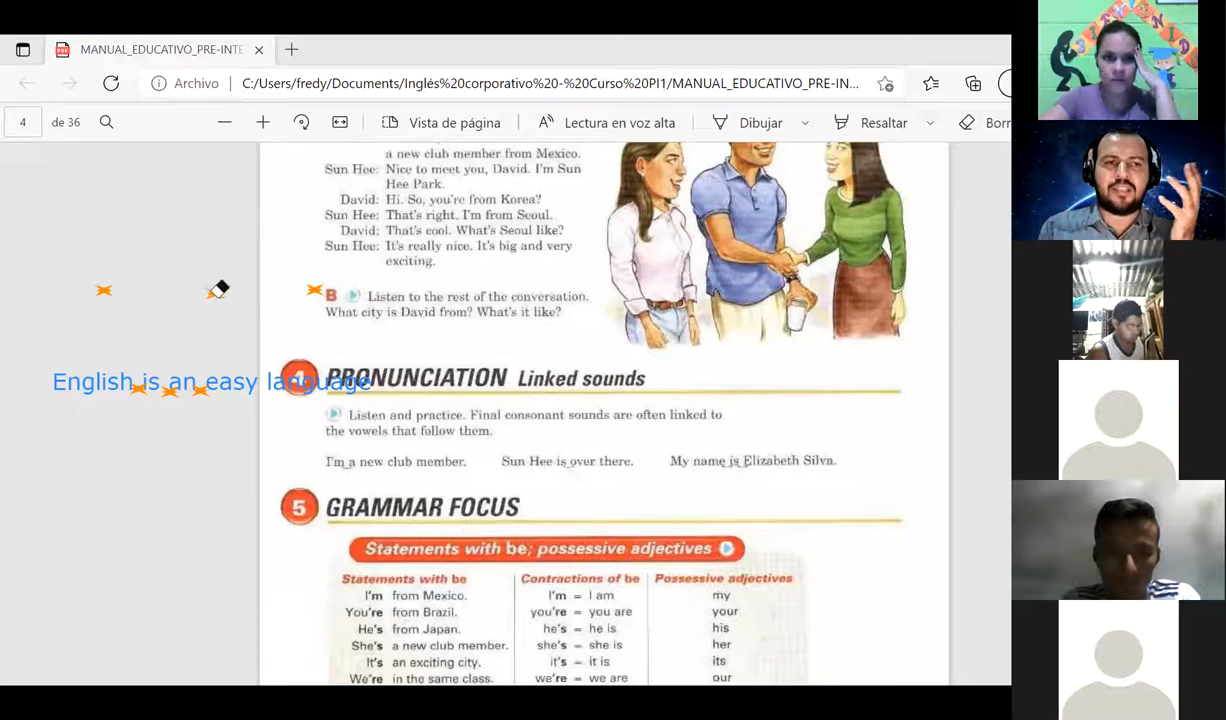 MANUAL_EDUCATIVO_PRE-INTE
Archivo
C:/Users/fredy/Documents/Inglés%20corporativo%20-%20Curso%20PI1/MANUAL_EDUCATIVO_PRE-IN...
4 de 36
Vista de página
Lectura en voz alta
Dibujar
Resaltar
Borr
a new club member from Mexico.
Sun Hee: Nice to meet you, David. I'm Sun
Hee Park.
David: Hi. So, you're from Korea?
Sun Hee: That's right. I'm from Seoul.
David: That's cool. What's Seoul like?
Sun Hee: It's really nice. It's big and very
exciting.
B Listen to the rest of the conversation.
What city is David from? What's it like?
English is an easy language
4 PRONUNCIATION Linked sounds
Listen and practice. Final consonant sounds are often linked to
the vowels that follow them.
I'm a new club member. Sun Hee is over there. My name is Elizabeth Silva.
5 GRAMMAR FOCUS
Statements with be; possessive adjectives
Statements with be Contractions of be Possessive adjectives
I'm from Mexico. I'm = I am my
You're from Brazil. you're = you are your
He's from Japan. he's = he is his
She's a new club member. she's = she is her
It's an exciting city. it's = it is its
We're in the same class. we're = we are our